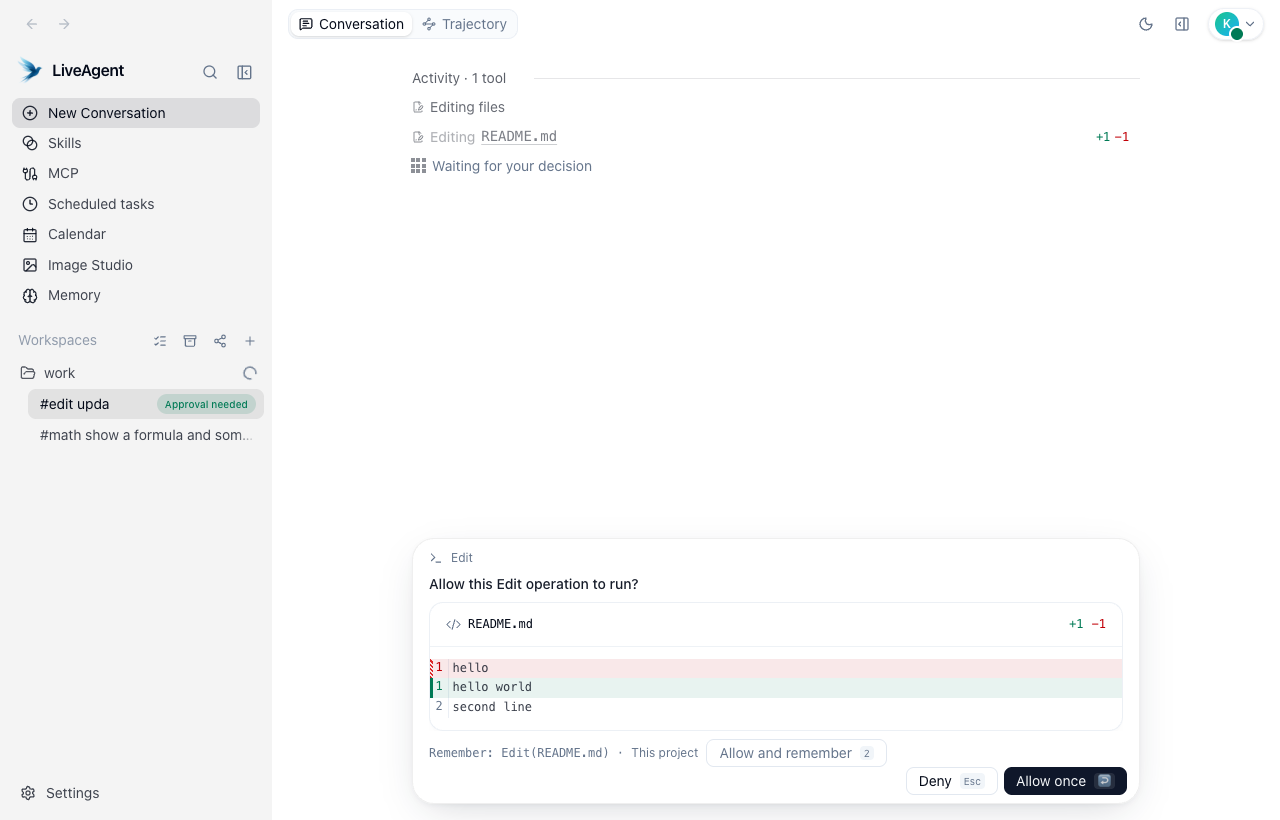 Conversation
Trajectory
K
LiveAgent
New Conversation
Skills
MCP
Scheduled tasks
Calendar
Image Studio
Memory
Workspaces
work
#edit upda
Approval needed
#math show a formula and som...
Settings
Activity · 1 tool
Editing files
Editing README.md +1 −1
Waiting for your decision
Edit
Allow this Edit operation to run?
README.md +1 −1
1 hello
1 hello world
2 second line
Remember: Edit(README.md) · This project
Allow and remember 2
Deny Esc
Allow once